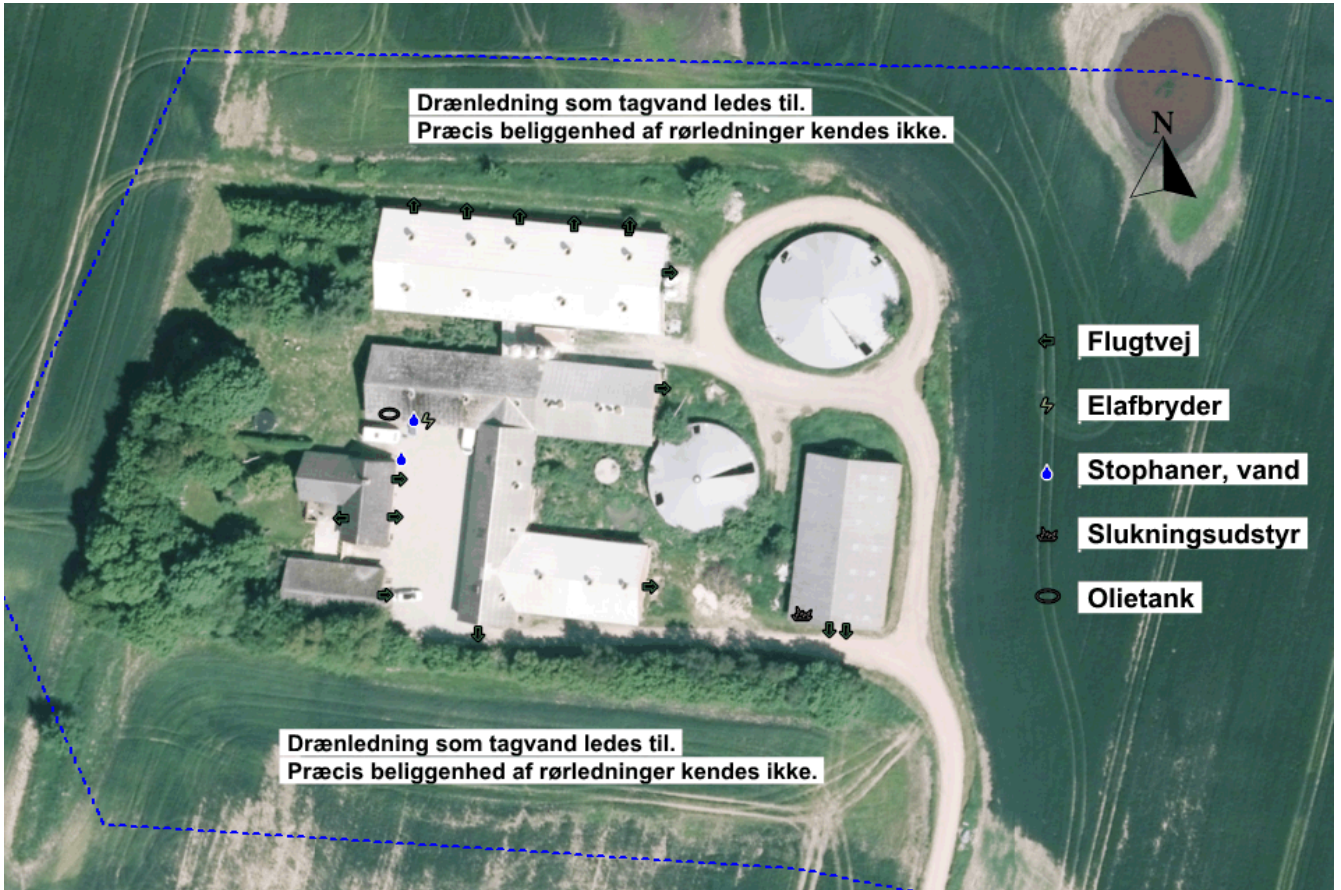 Drænledning som tagvand ledes til.
Præcis beliggenhed af rørledninger kendes ikke.
N
Flugtvej
Elafbryder
Stophaner, vand
Slukningsudstyr
Olietank
Drænledning som tagvand ledes til.
Præcis beliggenhed af rørledninger kendes ikke.